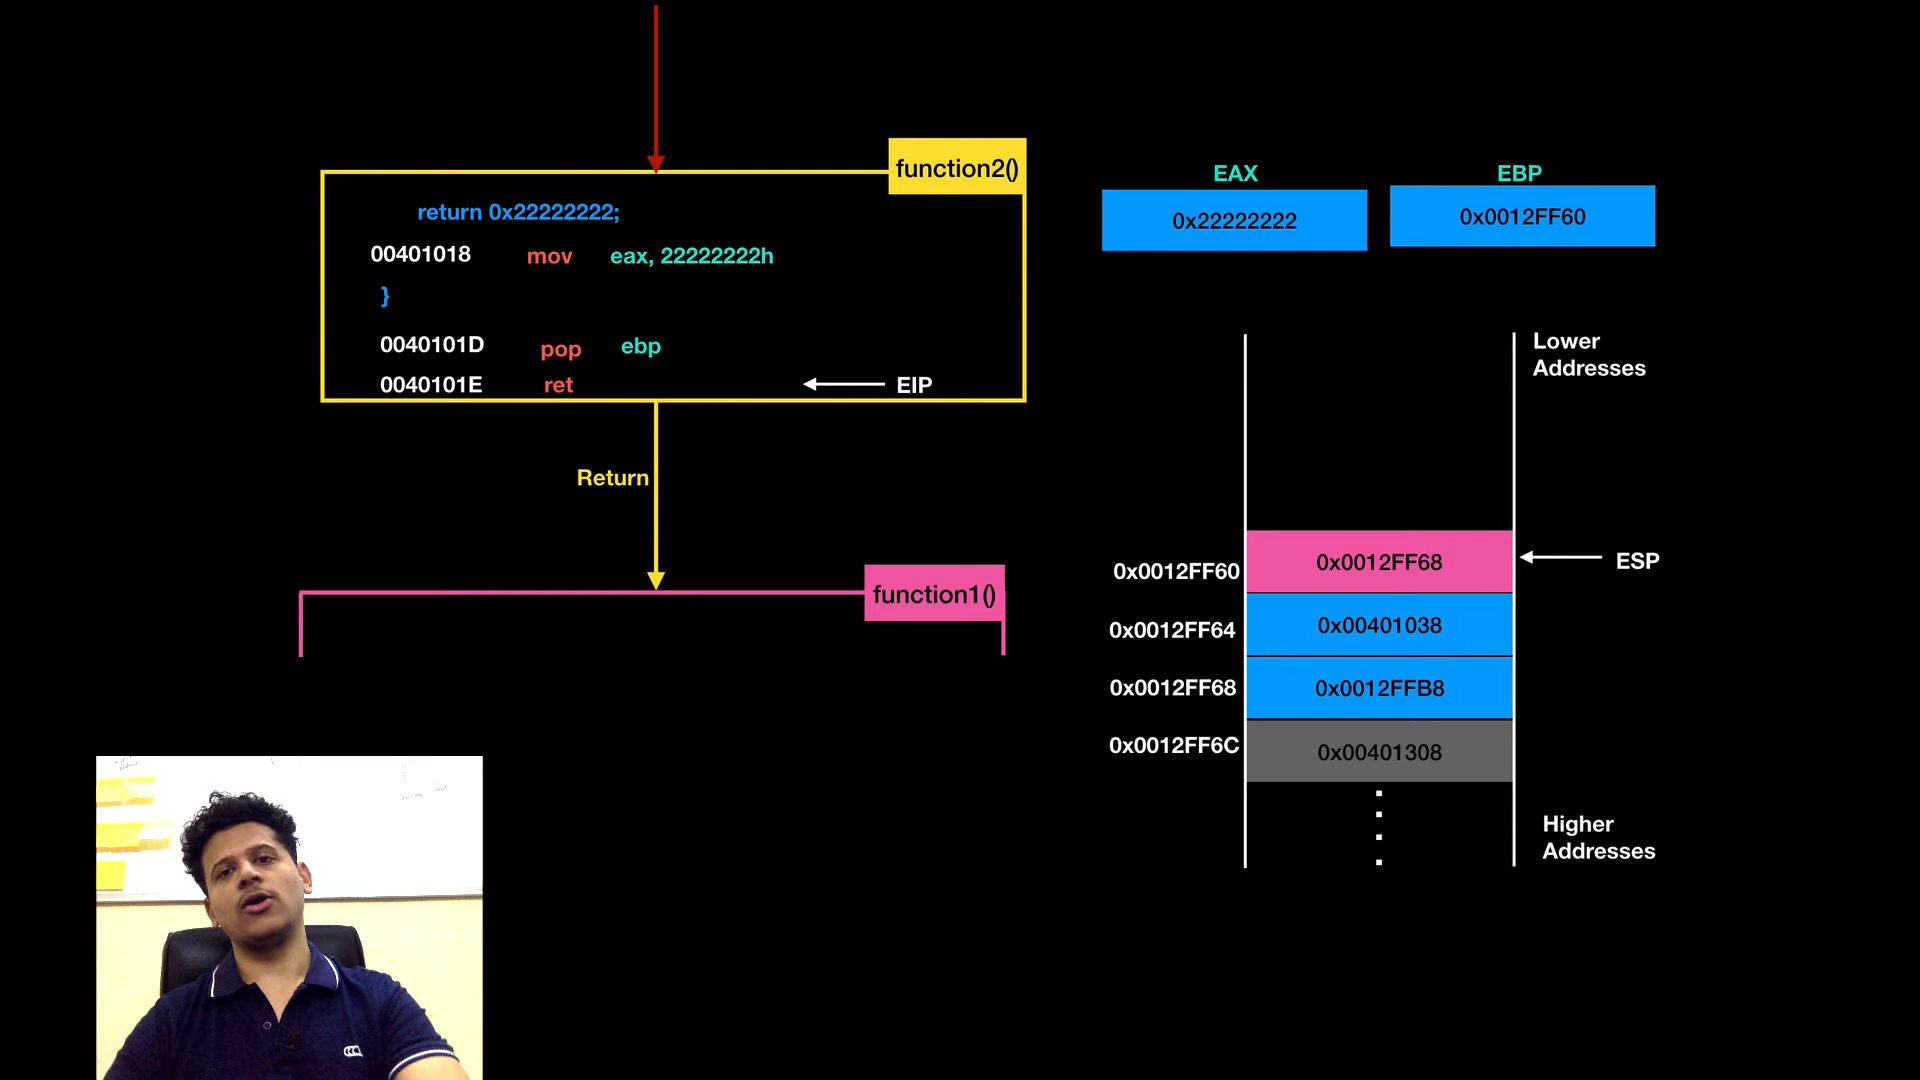 function2()
return 0x22222222;
00401018 mov eax, 22222222h
}
0040101D pop ebp
0040101E ret EIP
Return
function1()
EAX EBP
0x22222222 0x0012FF60
Lower
Addresses
0x0012FF60 0x0012FF68 ESP
0x0012FF64 0x00401038
0x0012FF68 0x0012FFB8
0x0012FF6C 0x00401308
Higher
Addresses